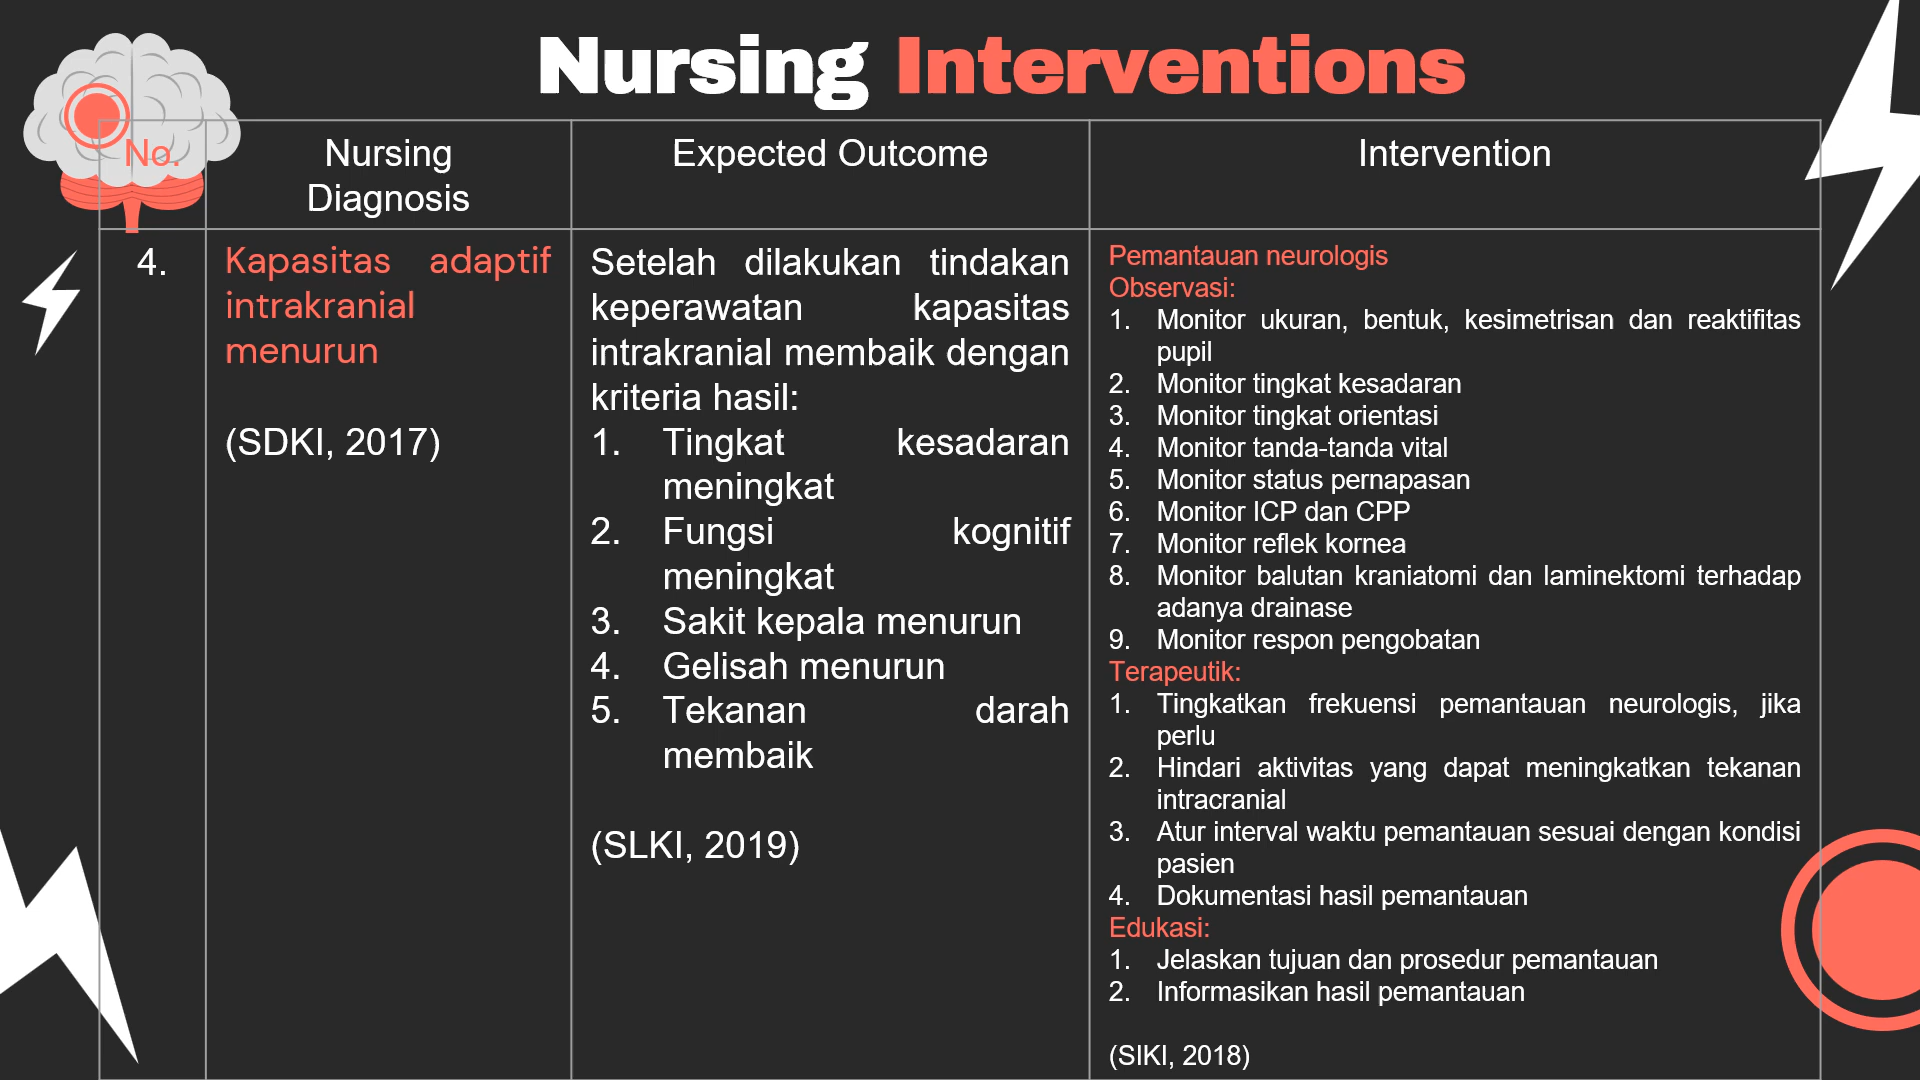 Nursing Interventions
No.
Nursing
Diagnosis
Expected Outcome
Intervention
4.
Kapasitas adaptif
intrakranial
menurun
(SDKI, 2017)
Setelah dilakukan tindakan
keperawatan kapasitas
intrakranial membaik dengan
kriteria hasil:
1. Tingkat kesadaran
meningkat
2. Fungsi kognitif
meningkat
3. Sakit kepala menurun
4. Gelisah menurun
5. Tekanan darah
membaik
(SLKI, 2019)
Pemantauan neurologis
Observasi:
1. Monitor ukuran, bentuk, kesimetrisan dan reaktifitas
pupil
2. Monitor tingkat kesadaran
3. Monitor tingkat orientasi
4. Monitor tanda-tanda vital
5. Monitor status pernapasan
6. Monitor ICP dan CPP
7. Monitor reflek kornea
8. Monitor balutan kraniatomi dan laminektomi terhadap
adanya drainase
9. Monitor respon pengobatan
Terapeutik:
1. Tingkatkan frekuensi pemantauan neurologis, jika
perlu
2. Hindari aktivitas yang dapat meningkatkan tekanan
intracranial
3. Atur interval waktu pemantauan sesuai dengan kondisi
pasien
4. Dokumentasi hasil pemantauan
Edukasi:
1. Jelaskan tujuan dan prosedur pemantauan
2. Informasikan hasil pemantauan
(SIKI, 2018)